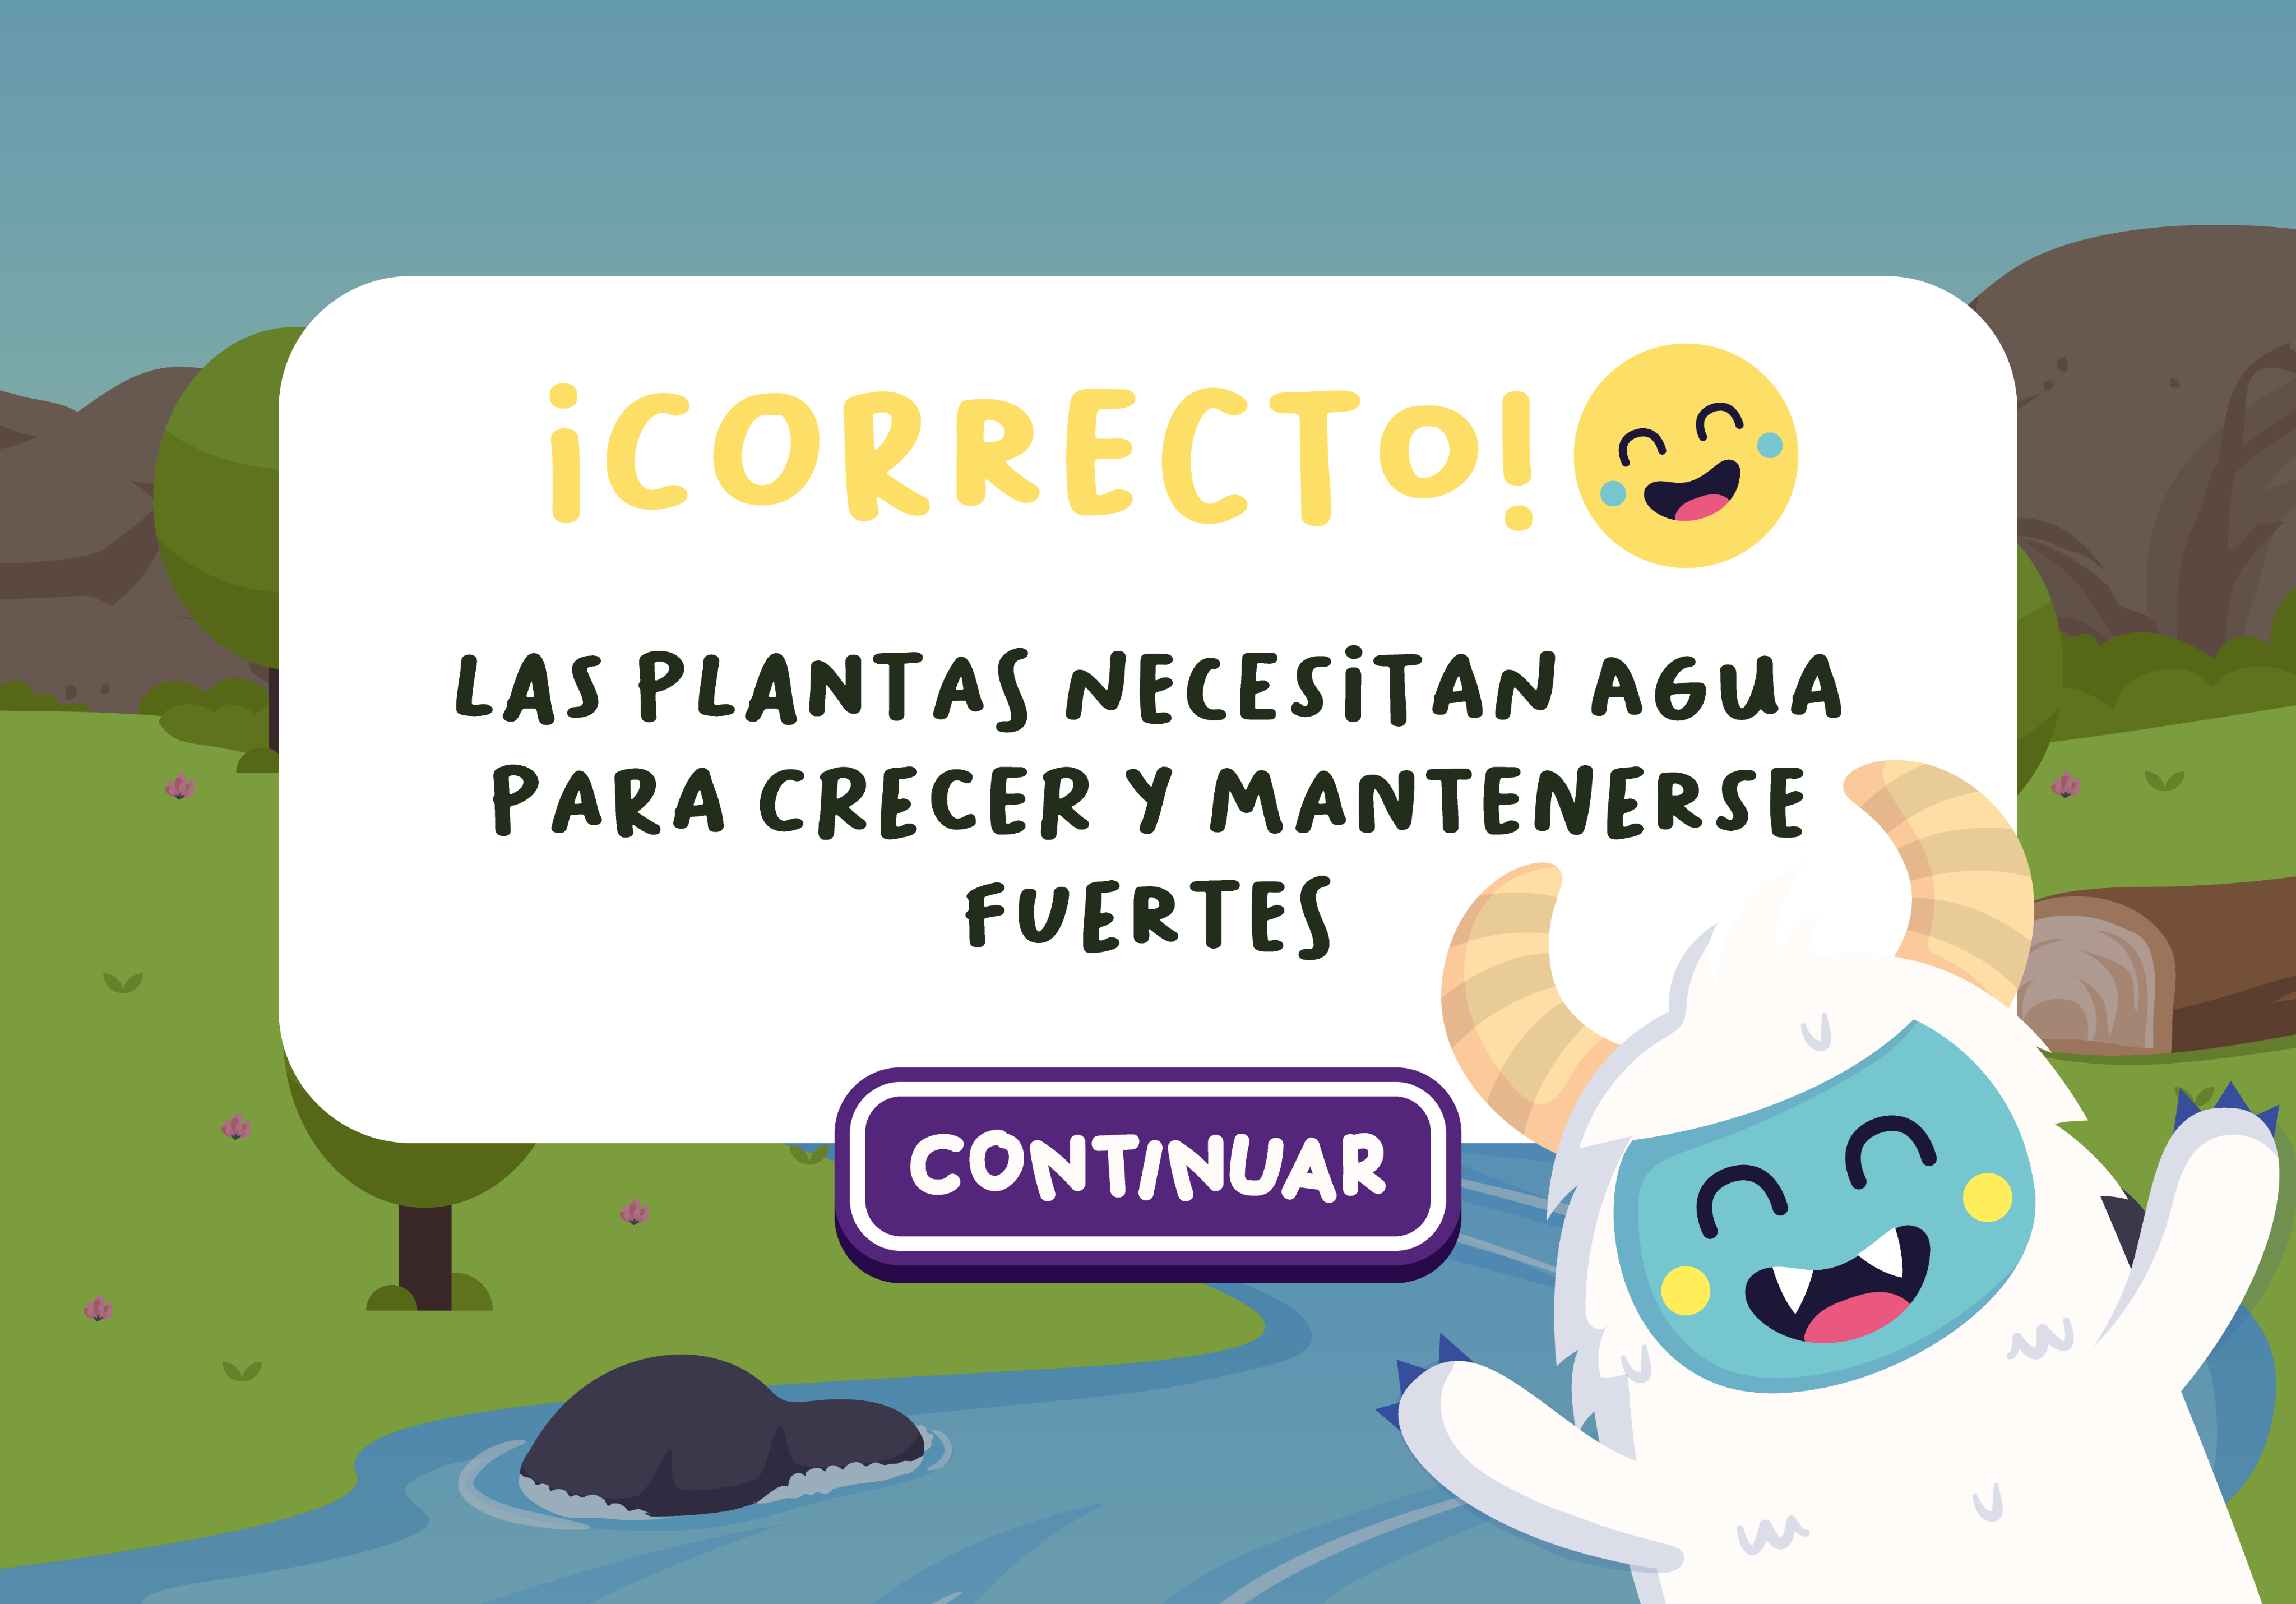 ¡CORRECTO!
LAS PLANTAS NECESITAN AGUA
PARA CRECER Y MANTENERSE
FUERTES
CONTINUAR